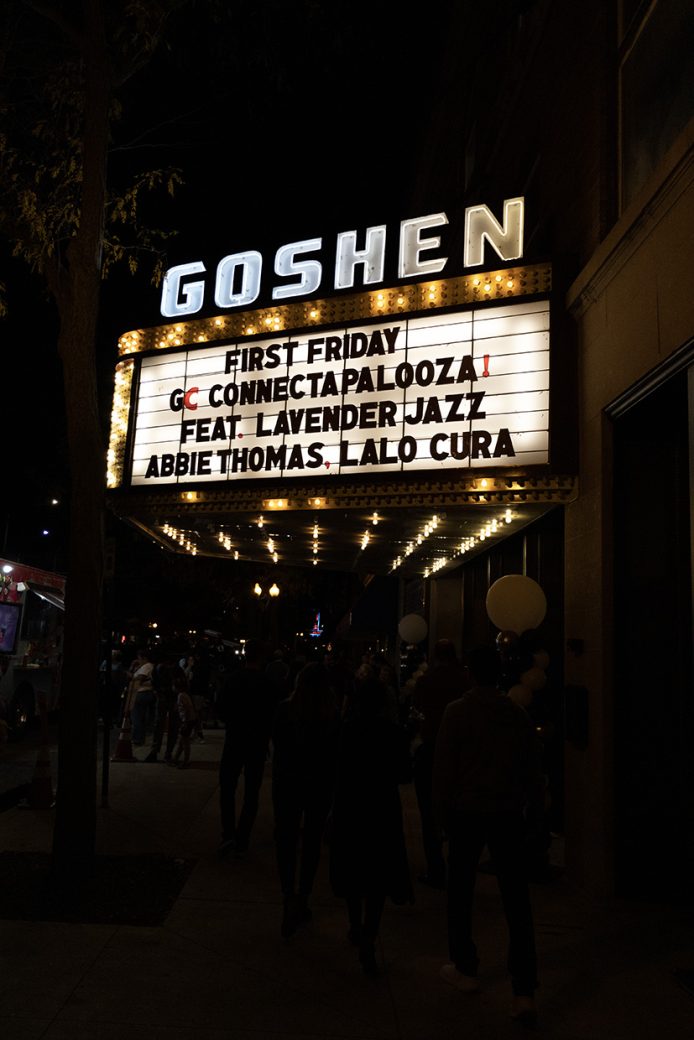 GOSHEN
FIRST FRIDAY
GC CONNECTAPALOOZA!
FEAT. LAVENDER JAZZ
ABBIE THOMAS, LALO CURA